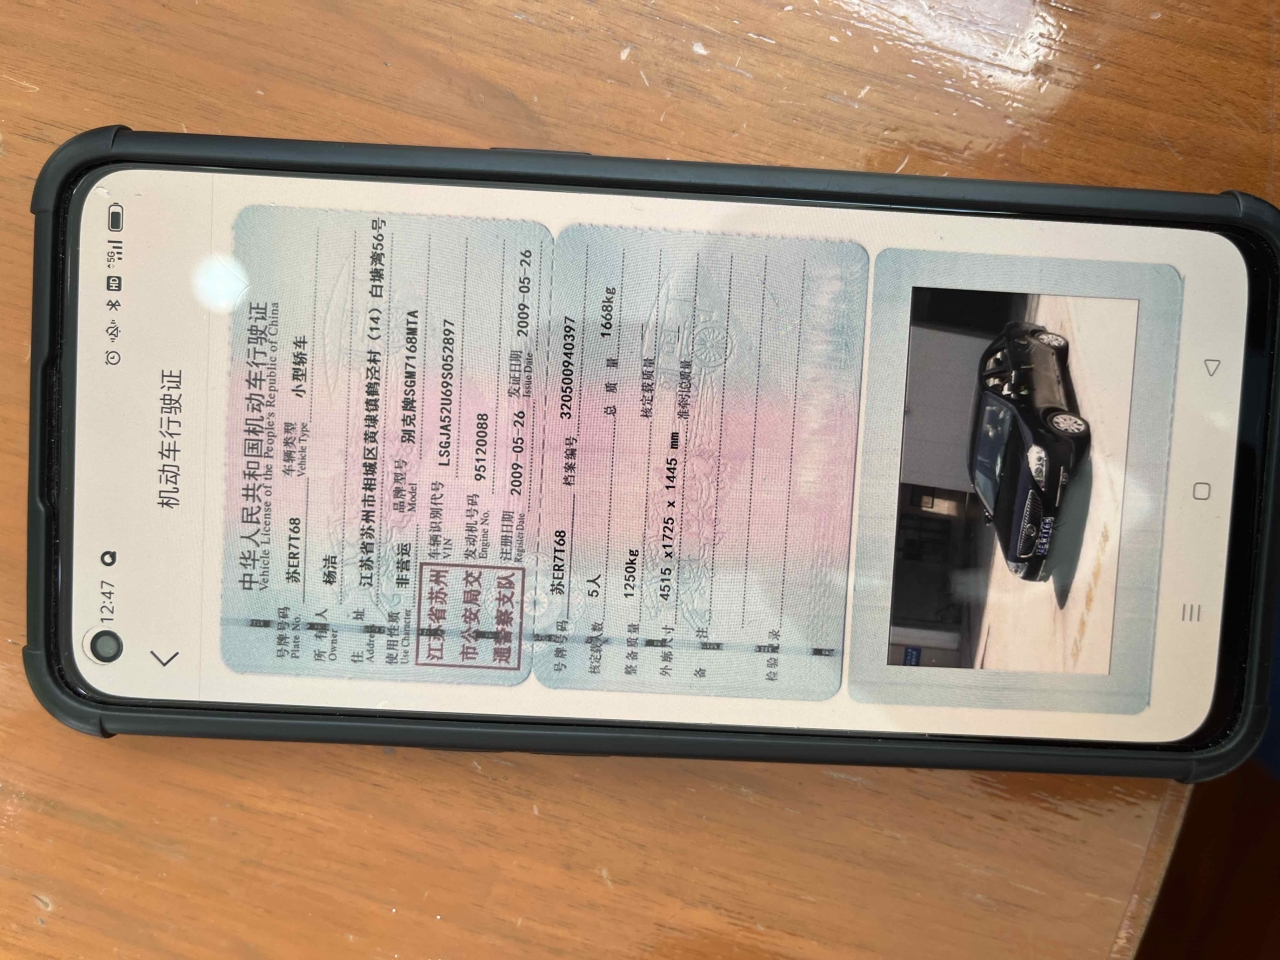 12:47
HD 5G
机动车行驶证
中华人民共和国机动车行驶证
Vehicle License of the People's Republic of China
号牌号码 Plate No. 苏ER7T68 车辆类型 Vehicle Type 小型轿车
所有人 Owner 杨洁
住址 Address 江苏省苏州市相城区黄埭镇鹤泾村（14）白塘湾56号
使用性质 Use Character 非营运 品牌型号 Model 别克牌SGM7168MTA
江苏省苏州市公安局交通警察支队
车辆识别代号 VIN LSGJA52U69S052897
发动机号码 Engine No. 95120088
注册日期 Register Date 2009-05-26 发证日期 Issue Date 2009-05-26
号牌号码 苏ER7T68 档案编号 320500940397
核定载人数 5人 总质量 1668kg
整备质量 1250kg 核定载质量
外廓尺寸 4515 x1725 x 1445 mm 准牵引总质量
备注
检验记录